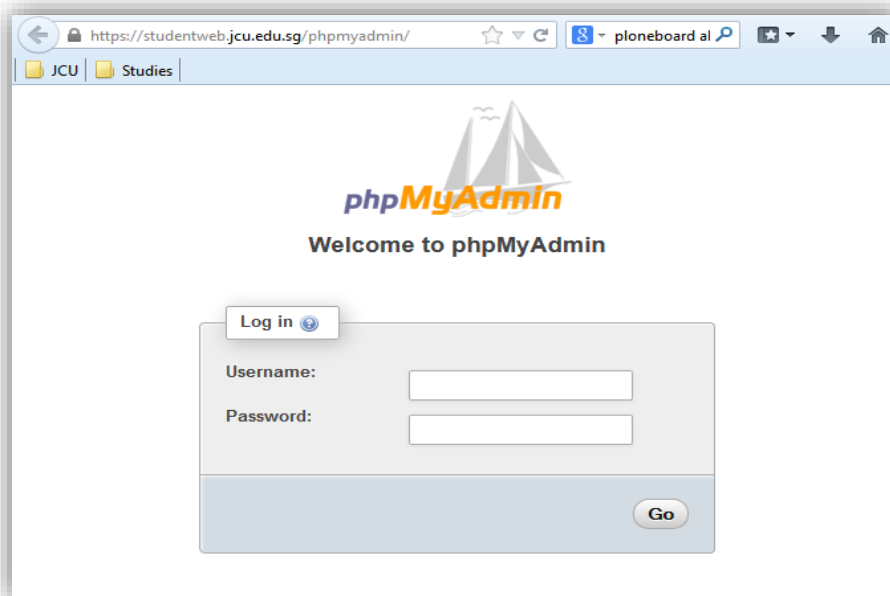 https://studentweb.jcu.edu.sg/phpmyadmin/ 8 ploneboard al
JCU Studies
phpMyAdmin
Welcome to phpMyAdmin
Log in ?
Username:
Password:
Go